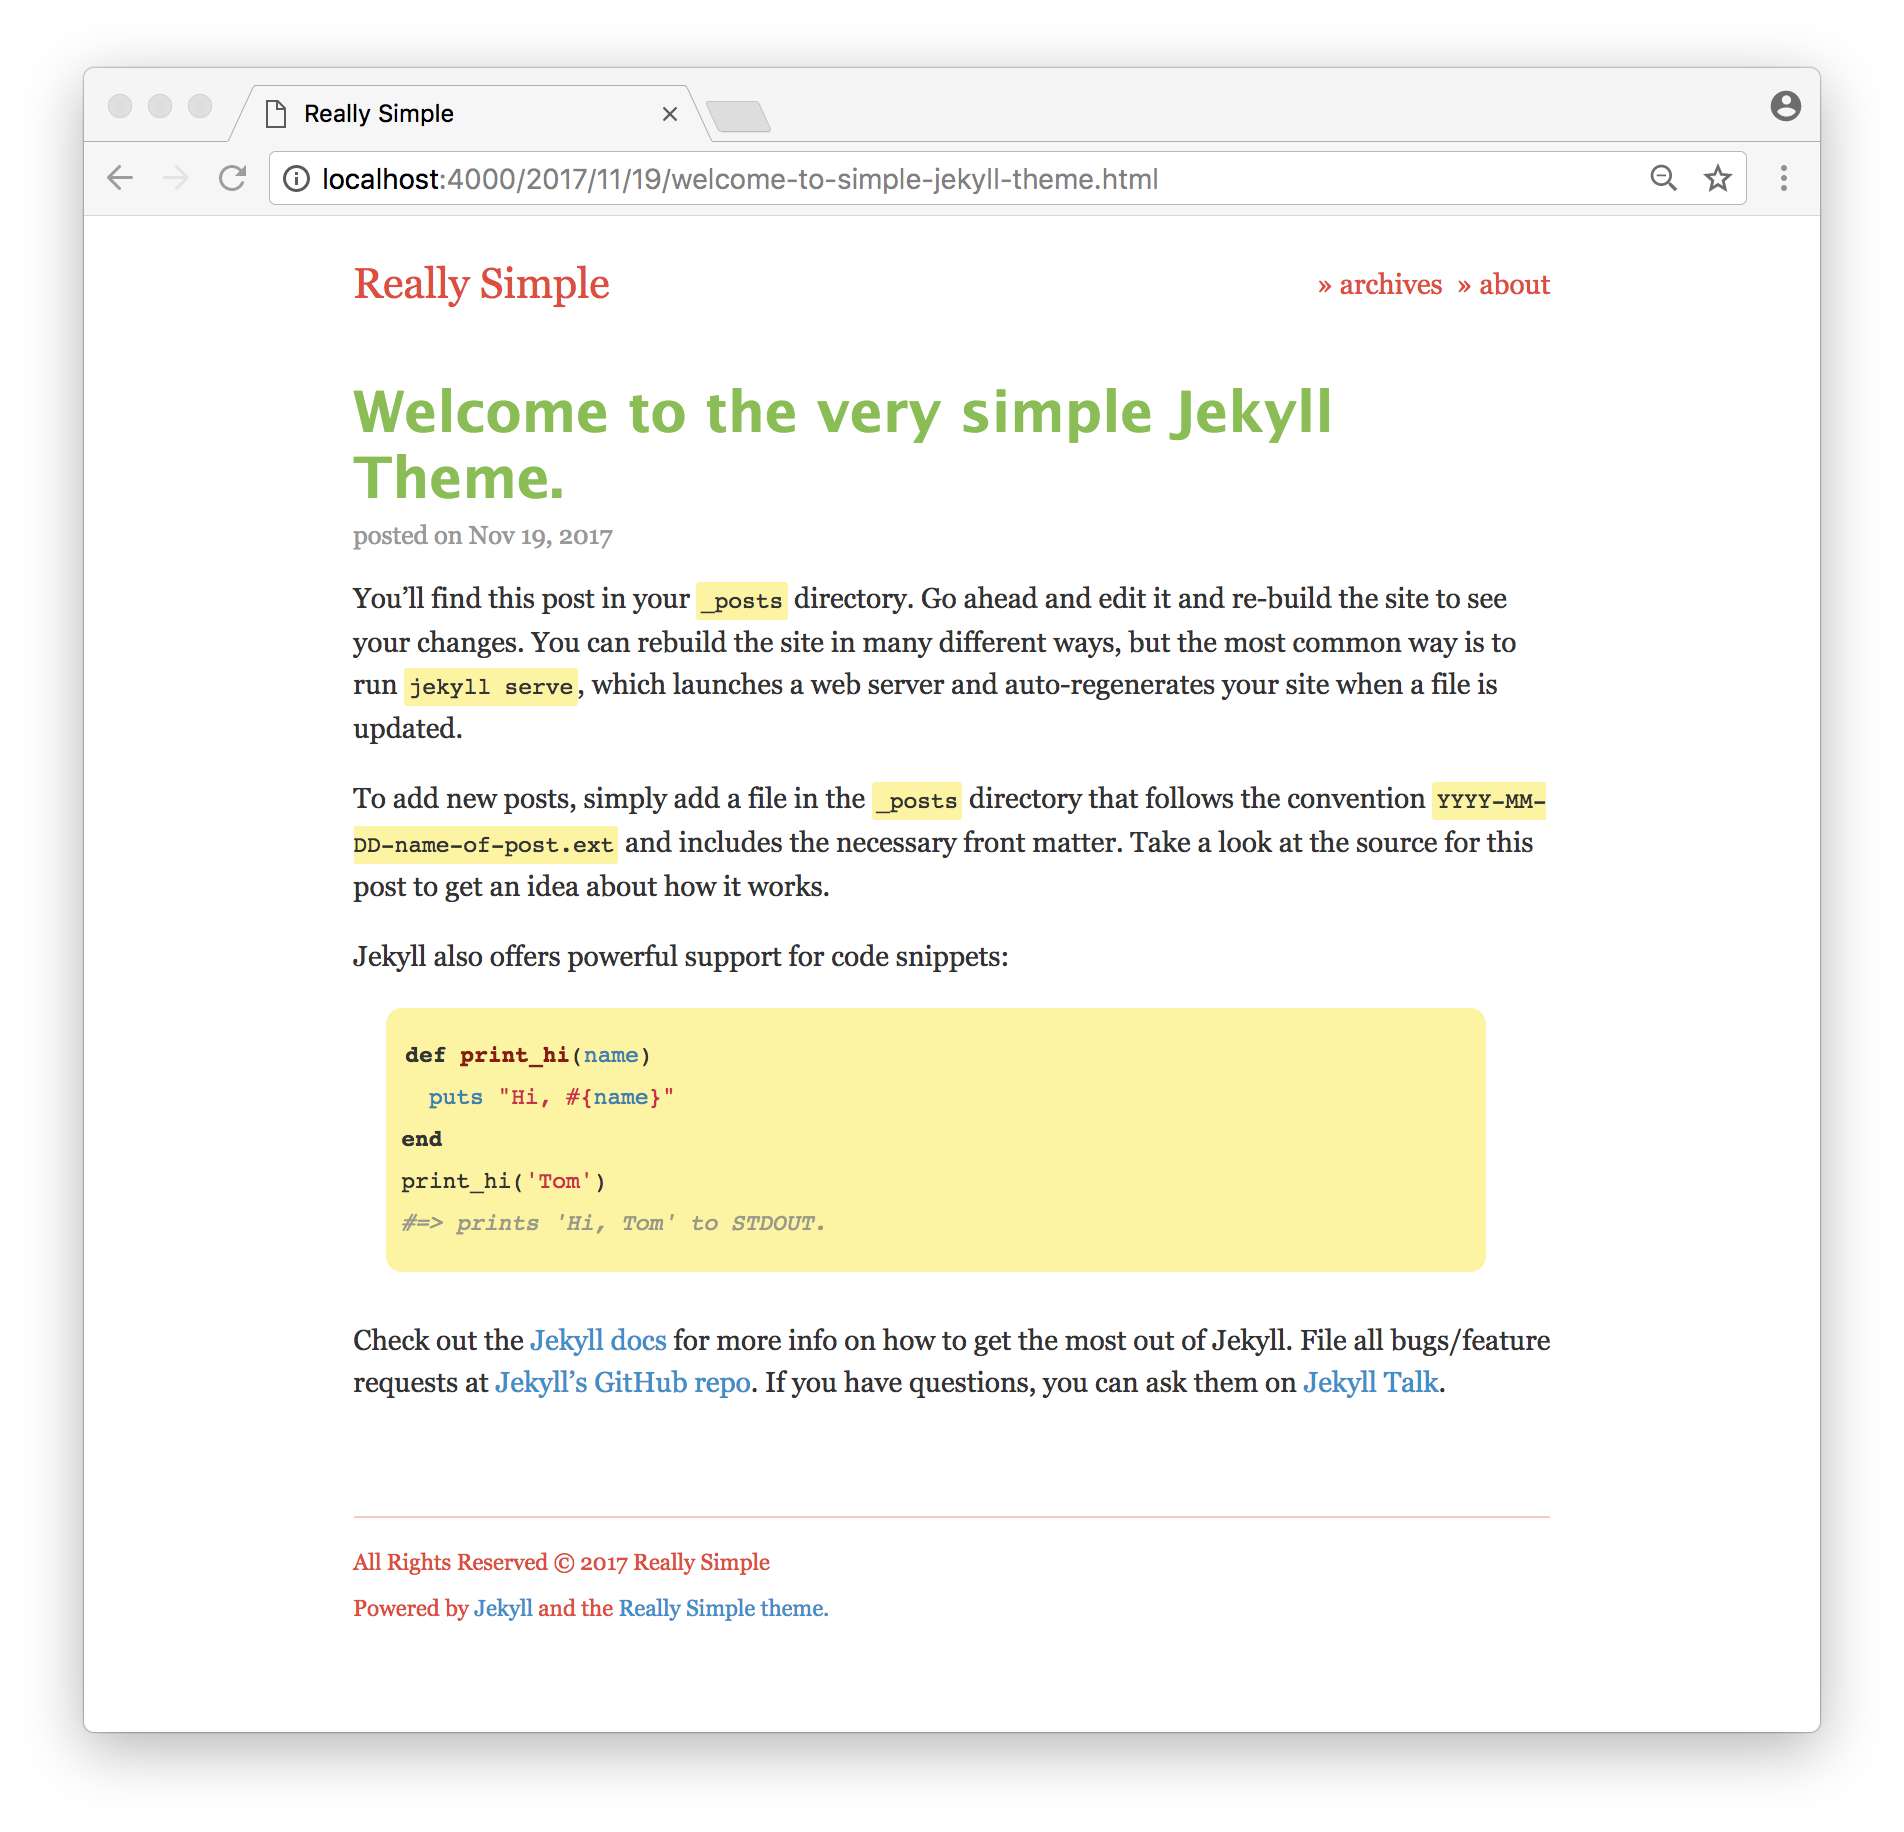 Really Simple
localhost:4000/2017/11/19/welcome-to-simple-jekyll-theme.html
Really Simple
» archives » about
Welcome to the very simple Jekyll
Theme.
posted on Nov 19, 2017
You’ll find this post in your _posts directory. Go ahead and edit it and re-build the site to see
your changes. You can rebuild the site in many different ways, but the most common way is to
run jekyll serve, which launches a web server and auto-regenerates your site when a file is
updated.
To add new posts, simply add a file in the _posts directory that follows the convention YYYY-MM-
DD-name-of-post.ext and includes the necessary front matter. Take a look at the source for this
post to get an idea about how it works.
Jekyll also offers powerful support for code snippets:
def print_hi(name)
  puts "Hi, #{name}"
end
print_hi('Tom')
#=> prints 'Hi, Tom' to STDOUT.
Check out the Jekyll docs for more info on how to get the most out of Jekyll. File all bugs/feature
requests at Jekyll’s GitHub repo. If you have questions, you can ask them on Jekyll Talk.
All Rights Reserved © 2017 Really Simple
Powered by Jekyll and the Really Simple theme.